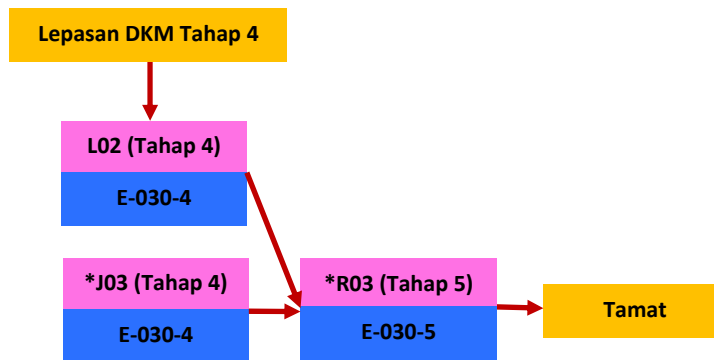 Lepasan DKM Tahap 4
L02 (Tahap 4)
E-030-4
*J03 (Tahap 4)
E-030-4
*R03 (Tahap 5)
E-030-5
Tamat